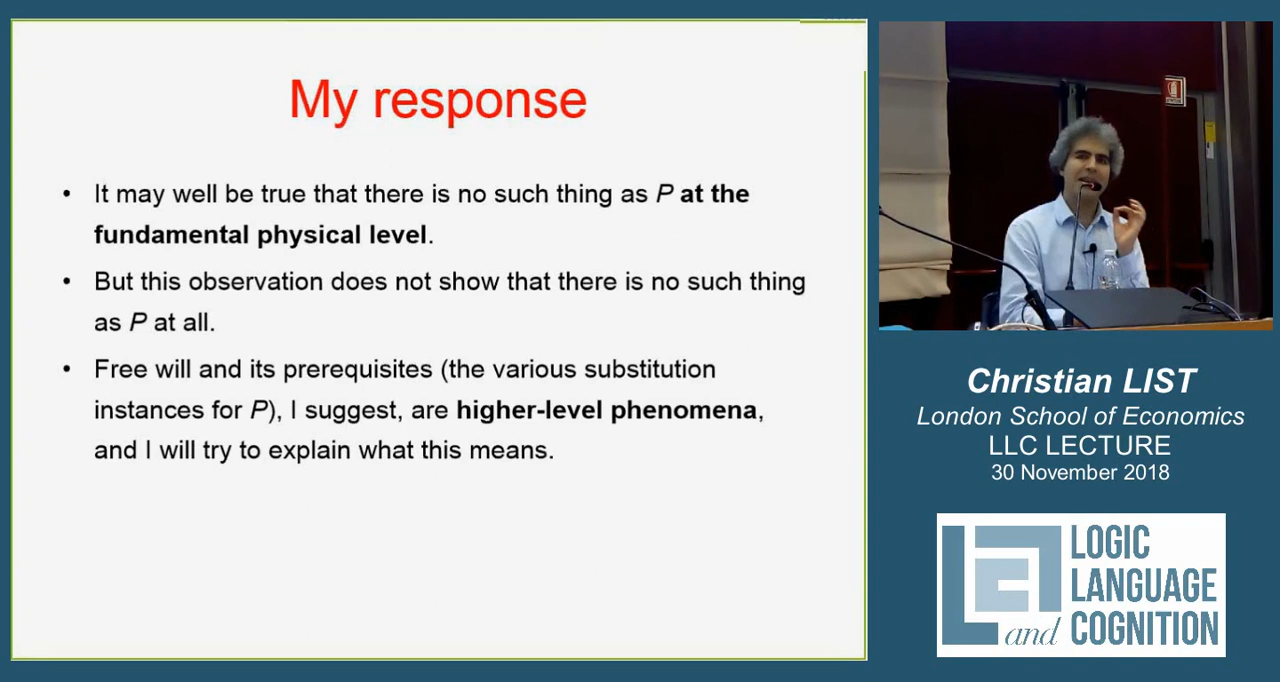 My response
• It may well be true that there is no such thing as P at the
fundamental physical level.
• But this observation does not show that there is no such thing
as P at all.
• Free will and its prerequisites (the various substitution
instances for P), I suggest, are higher-level phenomena,
and I will try to explain what this means.
Christian LIST
London School of Economics
LLC LECTURE
30 November 2018
LOGIC
LANGUAGE
and COGNITION